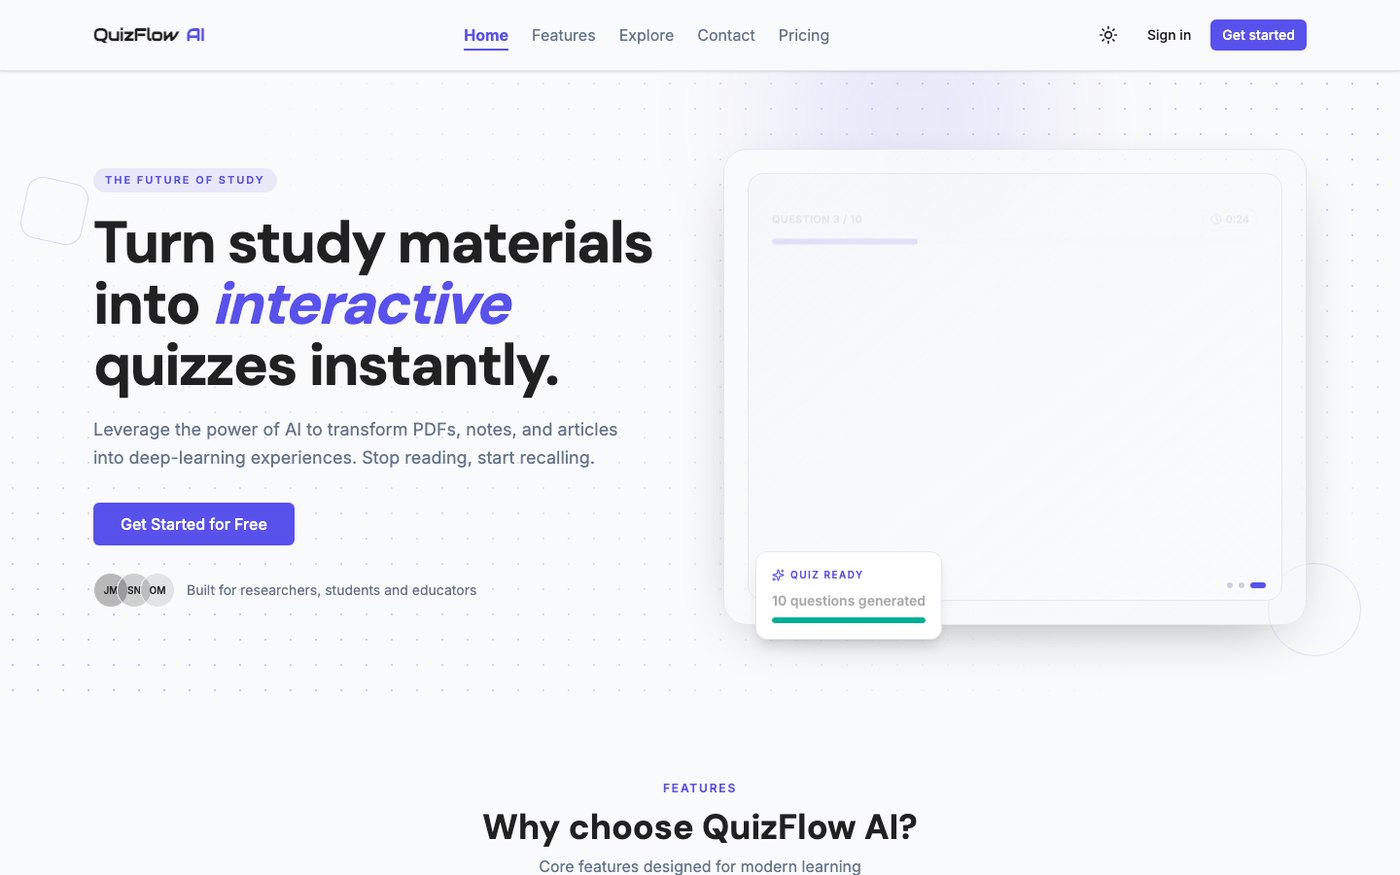 QuizFlow AI
Home
Features
Explore
Contact
Pricing
Sign in
Get started
THE FUTURE OF STUDY
Turn study materials
into interactive
quizzes instantly.
Leverage the power of AI to transform PDFs, notes, and articles
into deep-learning experiences. Stop reading, start recalling.
Get Started for Free
JM
SN
OM
Built for researchers, students and educators
QUESTION 3 / 10
0:24
QUIZ READY
10 questions generated
FEATURES
Why choose QuizFlow AI?
Core features designed for modern learning